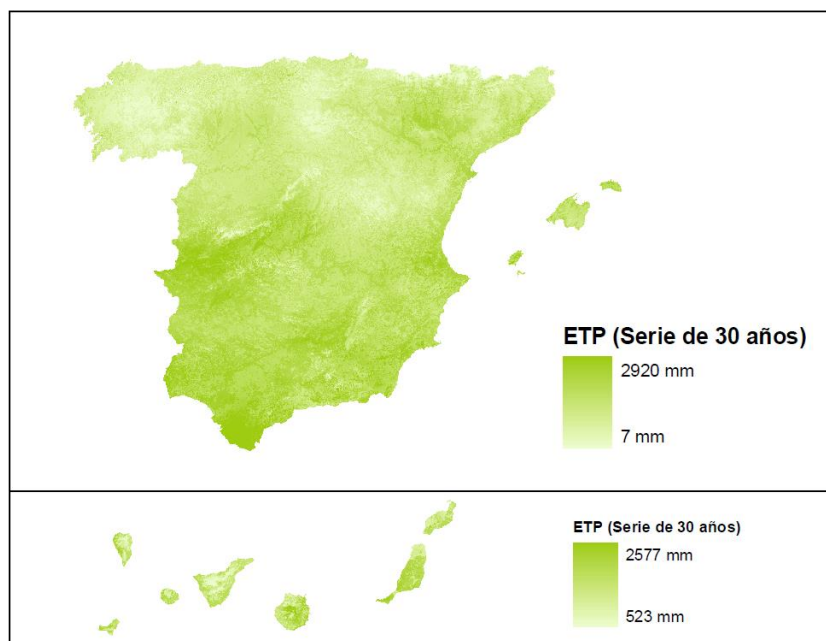 ETP (Serie de 30 años)
2920 mm
7 mm
ETP (Serie de 30 años)
2577 mm
523 mm